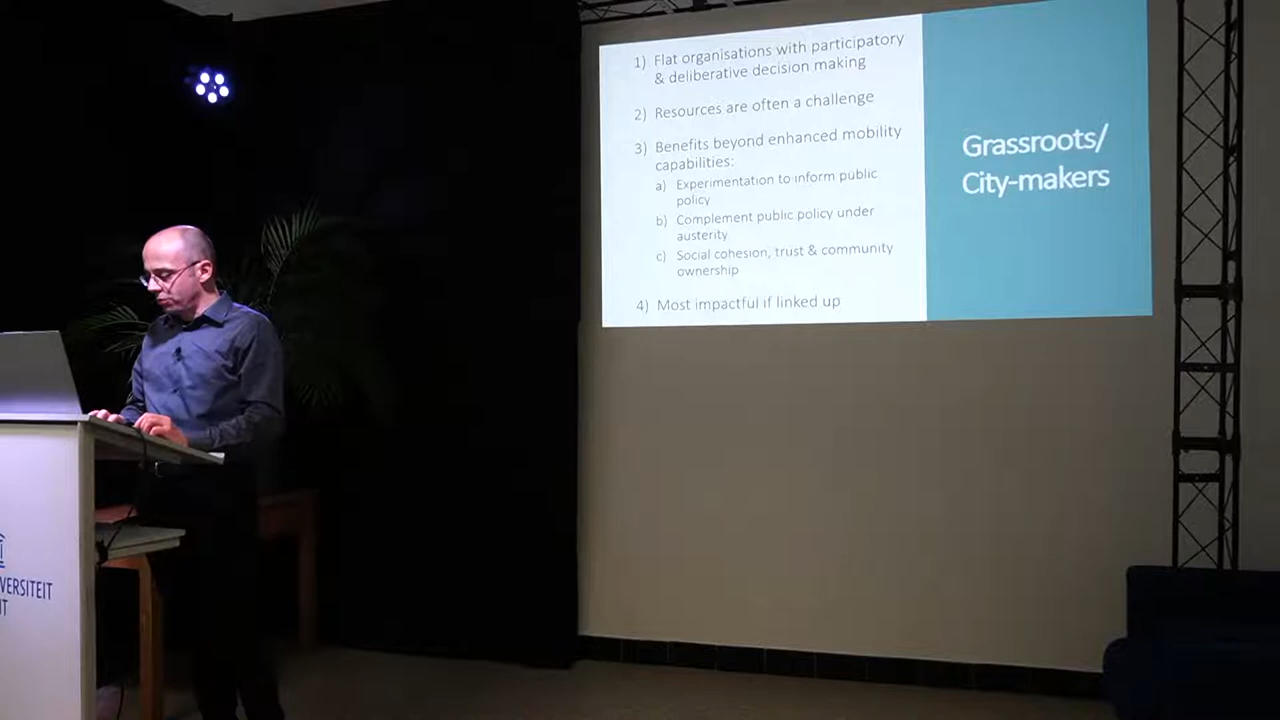 1) Flat organisations with participatory
& deliberative decision making
2) Resources are often a challenge
3) Benefits beyond enhanced mobility
capabilities:
a) Experimentation to inform public
policy
b) Complement public policy under
austerity
c) Social cohesion, trust & community
ownership
4) Most impactful if linked up
Grassroots/
City-makers
VERSITEIT